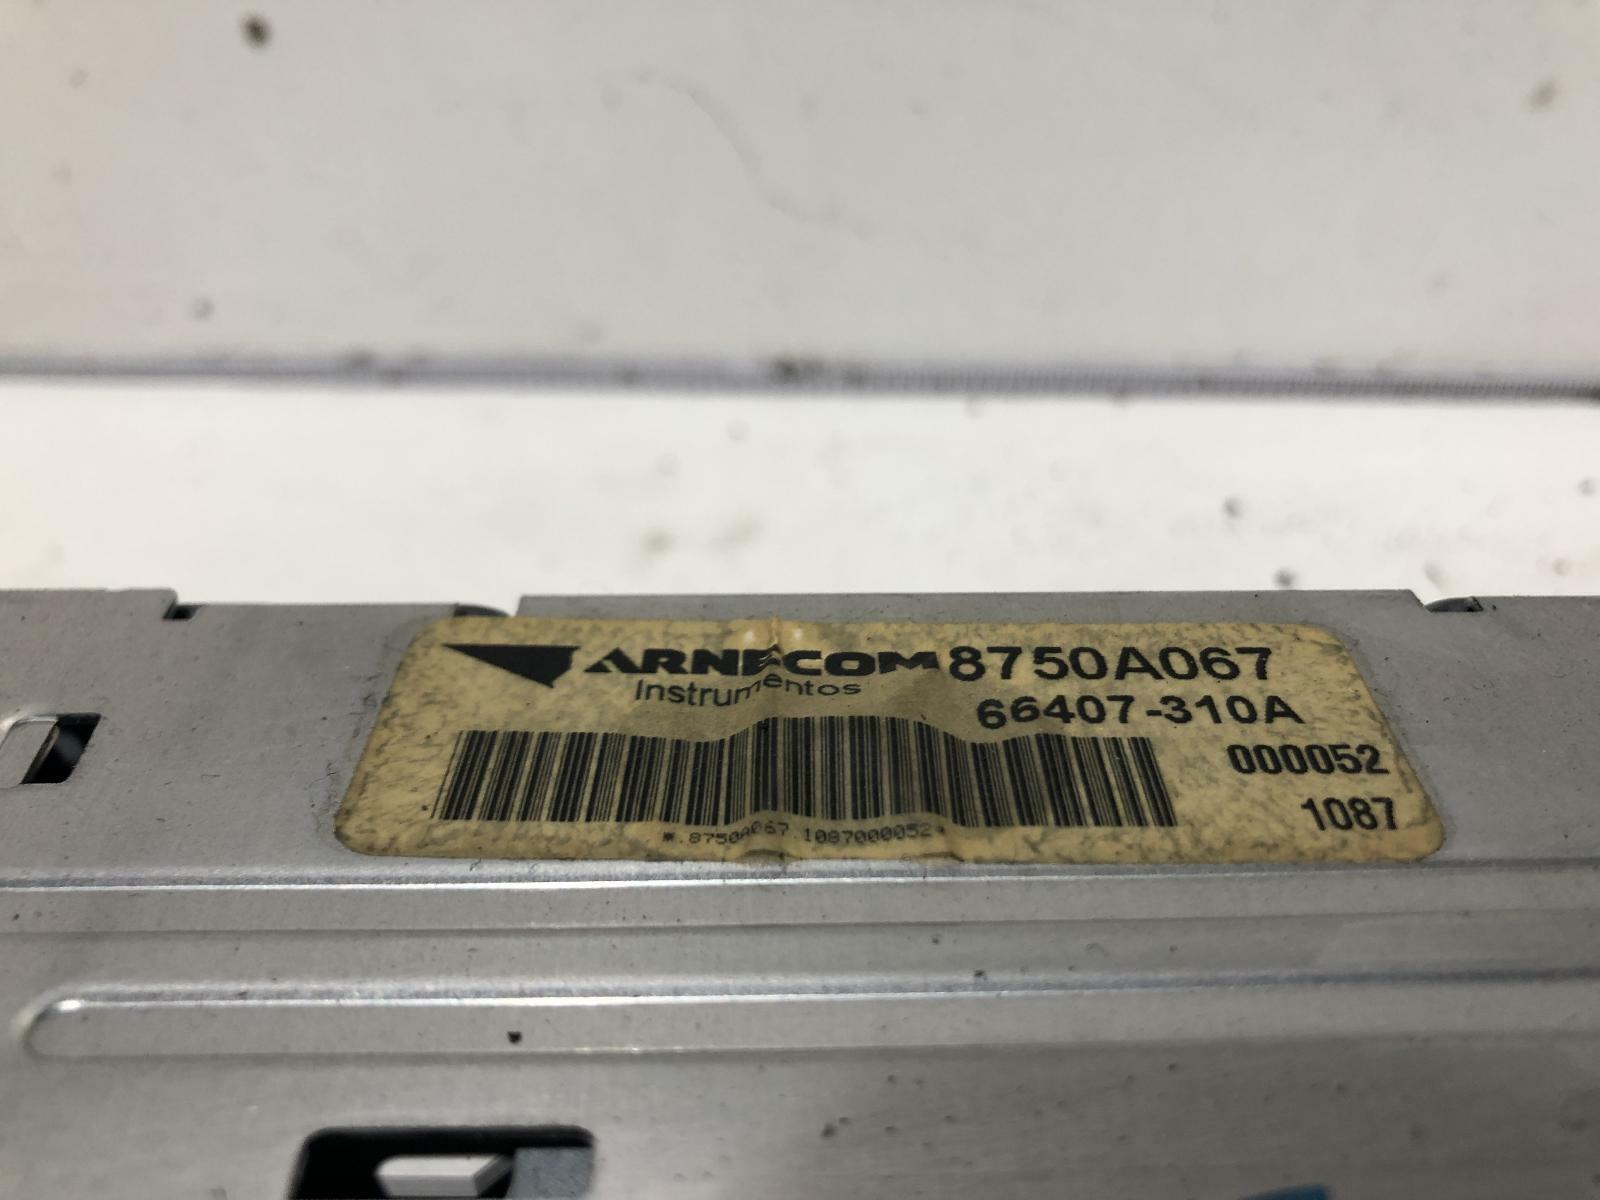 ARNECOM 8750A067
Instrumentos
66407-310A
000052
1087
*.8750A067.1087000052*